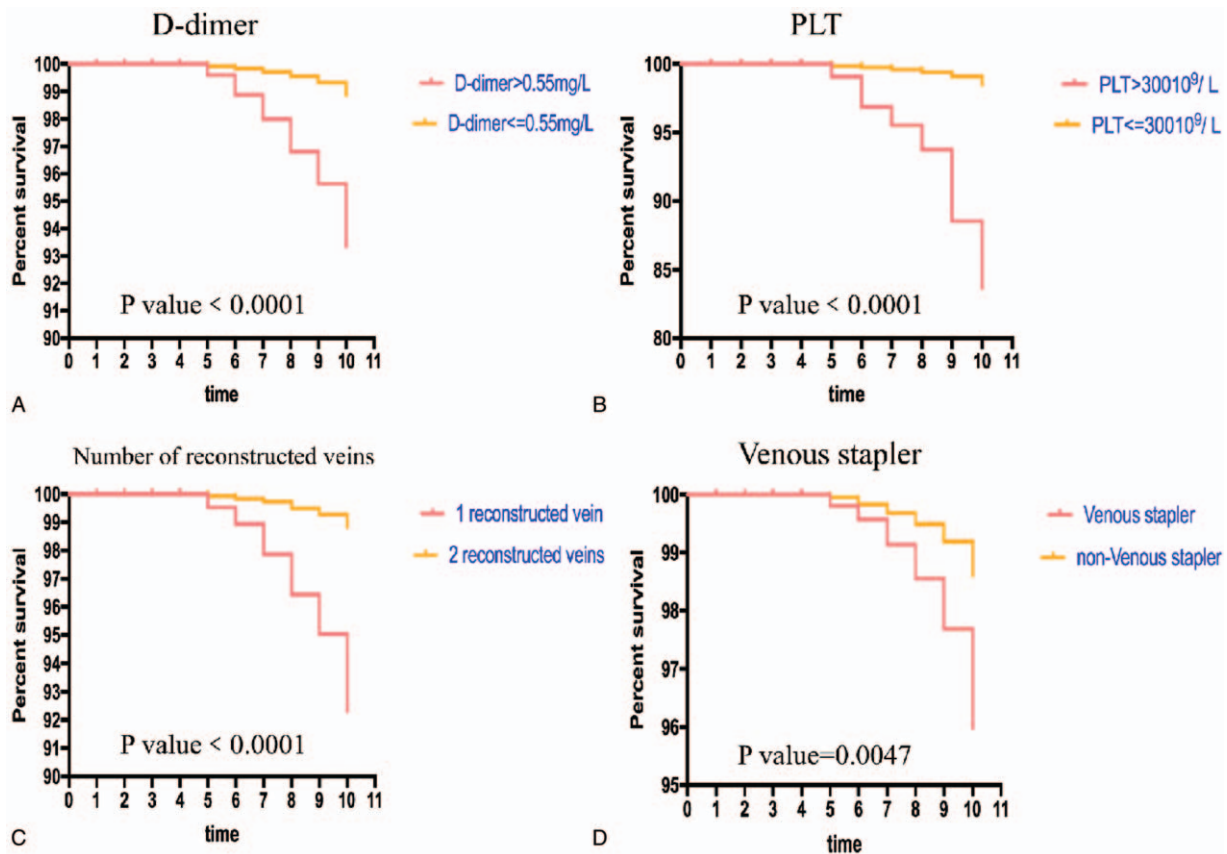 D-dimer
Percent survival
100
99
98
97
96
95
94
93
92
91
90
0 1 2 3 4 5 6 7 8 9 10 11
time
P value < 0.0001
D-dimer>0.55mg/L
D-dimer<=0.55mg/L
A
PLT
Percent survival
100
95
90
85
80
0 1 2 3 4 5 6 7 8 9 10 11
time
P value < 0.0001
PLT>30010⁹/ L
PLT<=30010⁹/ L
B
Number of reconstructed veins
Percent survival
100
99
98
97
96
95
94
93
92
91
90
0 1 2 3 4 5 6 7 8 9 10 11
time
P value < 0.0001
1 reconstructed vein
2 reconstructed veins
C
Venous stapler
Percent survival
100
99
98
97
96
95
0 1 2 3 4 5 6 7 8 9 10 11
time
P value=0.0047
Venous stapler
non-Venous stapler
D